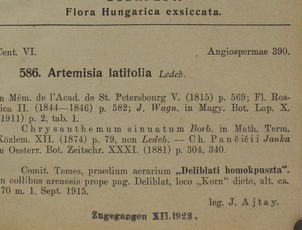 Flora Hungarica exsiccata.
Cent. VI. Angiospermae 390.
586. Artemisia latifolia Ledeb.
in Mém. de l'Acad. de St. Petersbourg V. (1815) p. 569; Fl. Ros-
ica II. (1844—1846) p. 582; J. Wagn. in Magy. Bot. Lap. X.
(1911) p. 2, tab. 1.
Chrysanthemum sinuatum Borb. in Math. Term.
Közlem. XII. (1874) p. 79, non Ledeb. — Ch. Pančičii Janka
in Oesterr. Bot. Zeitschr. XXXI. (1881) p. 304, 340.
Comit. Temes, praedium aerarium „Deliblati homokpuszta".
in collibus arenosis prope pag. Deliblat, loco „Korn" dicto, alt. ca.
70 m. 1. Sept. 1915.
leg. J. Ajtay.
Zugegangen XII.1928.